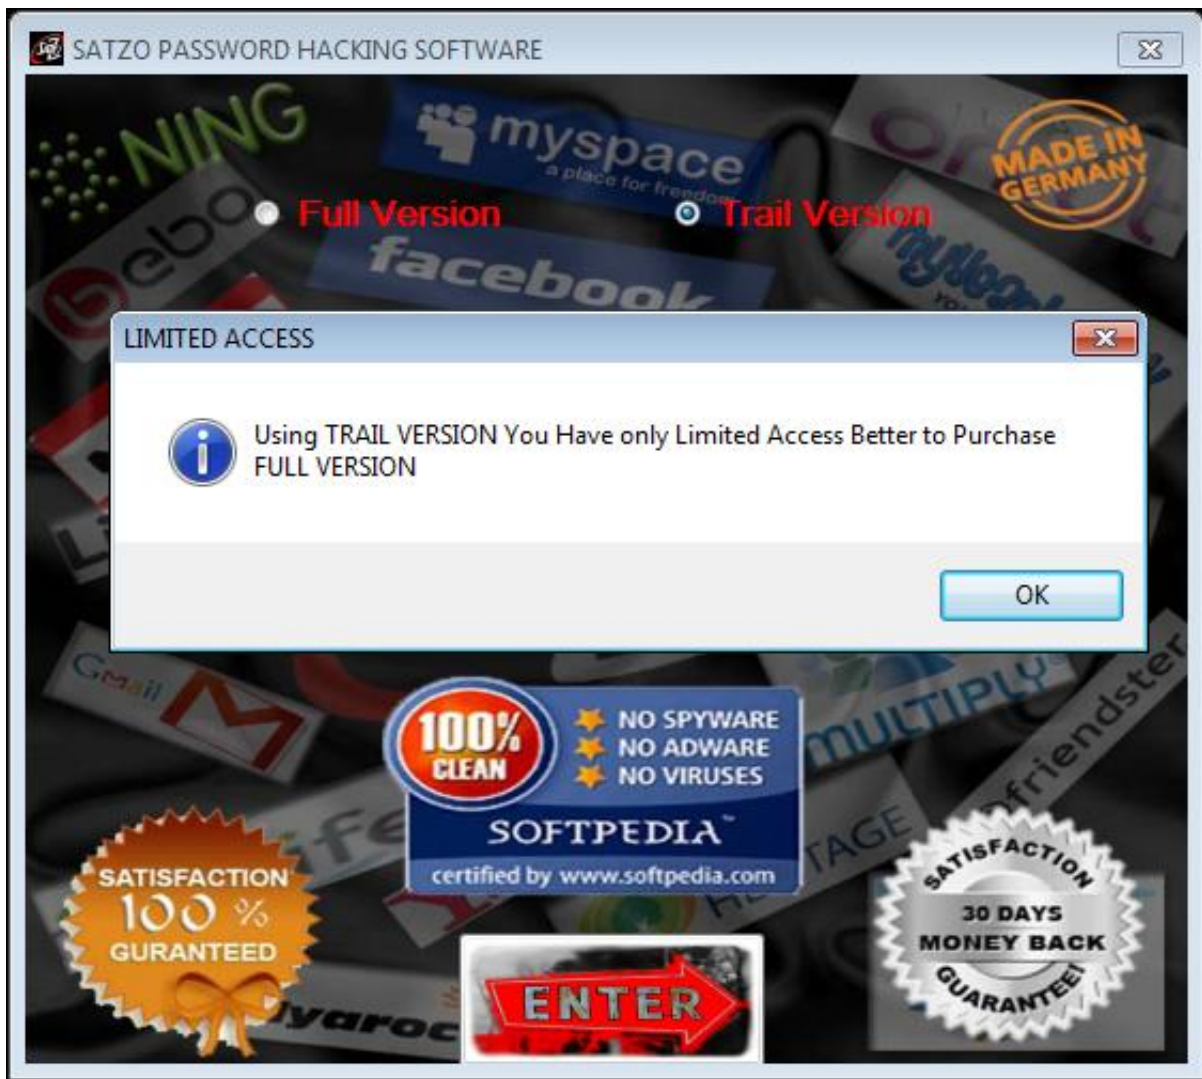 SATZO PASSWORD HACKING SOFTWARE
NING
myspace
a place for freedom
MADE IN
GERMANY
bebo
Full Version
Trail Version
facebook
LIMITED ACCESS
Using TRAIL VERSION You Have only Limited Access Better to Purchase
FULL VERSION
OK
Gmail
MULTIPLY
friendster
100%
CLEAN
NO SPYWARE
NO ADWARE
NO VIRUSES
SOFTPEDIA™
certified by www.softpedia.com
SATISFACTION
100 %
GURANTEED
SATISFACTION
30 DAYS
MONEY BACK
GUARANTEE!
ENTER